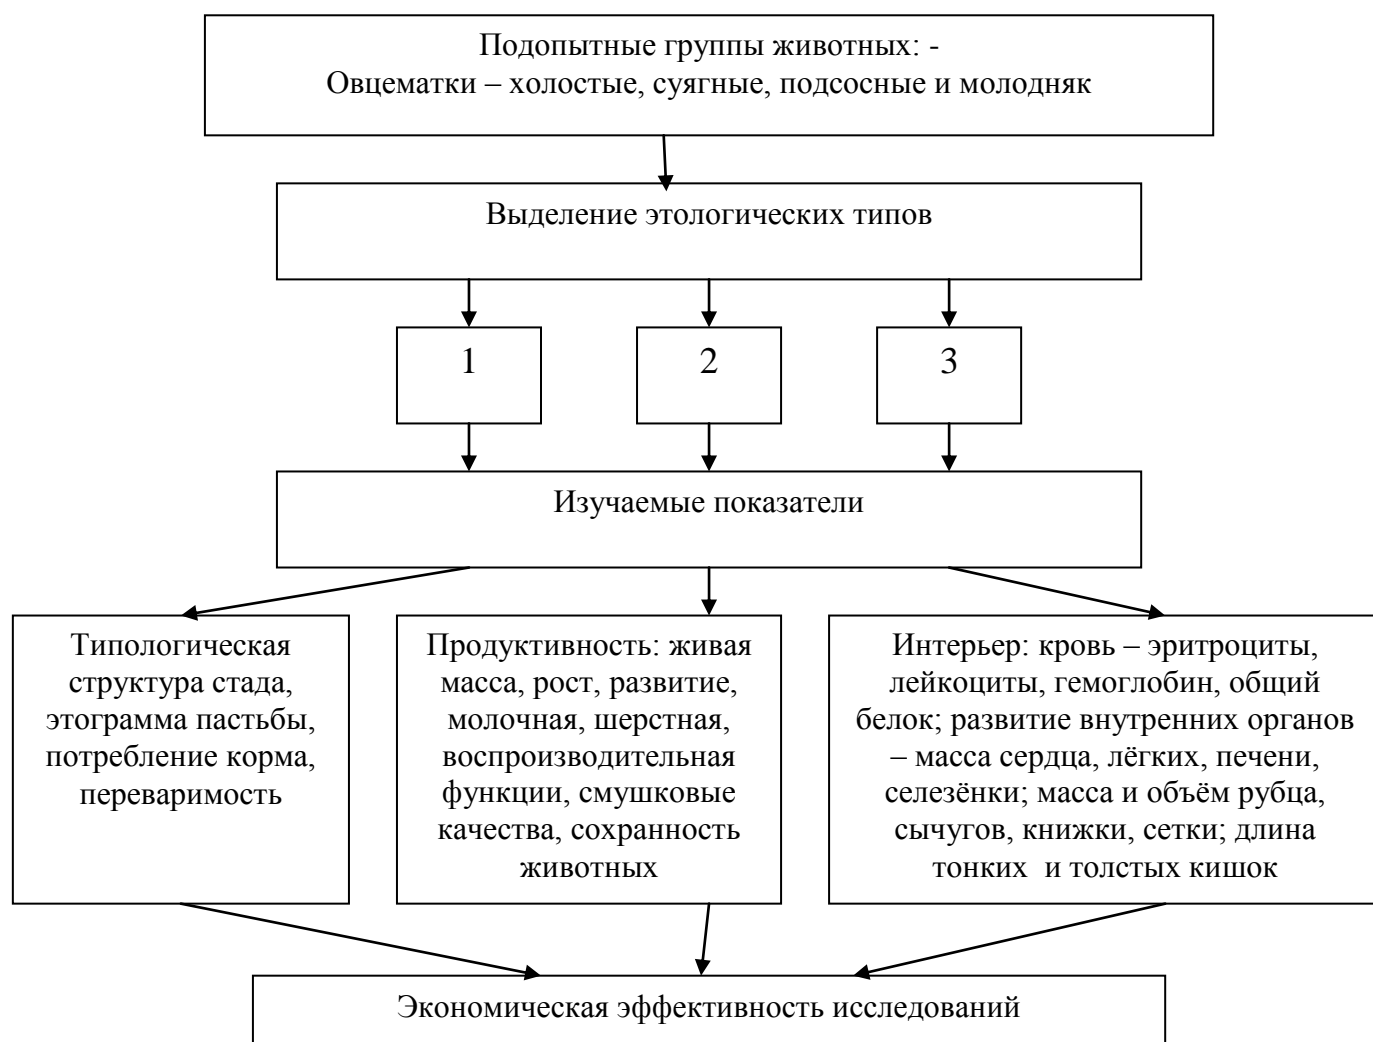 Подопытные группы животных: -
Овцематки – холостые, суягные, подсосные и молодняк
Выделение этологических типов
1
2
3
Изучаемые показатели
Типологическая
структура стада,
этограмма пастьбы,
потребление корма,
переваримость
Продуктивность: живая
масса, рост, развитие,
молочная, шерстная,
воспроизводительная
функции, смушковые
качества, сохранность
животных
Интерьер: кровь – эритроциты,
лейкоциты, гемоглобин, общий
белок; развитие внутренних органов
– масса сердца, лёгких, печени,
селезёнки; масса и объём рубца,
сычугов, книжки, сетки; длина
тонких и толстых кишок
Экономическая эффективность исследований